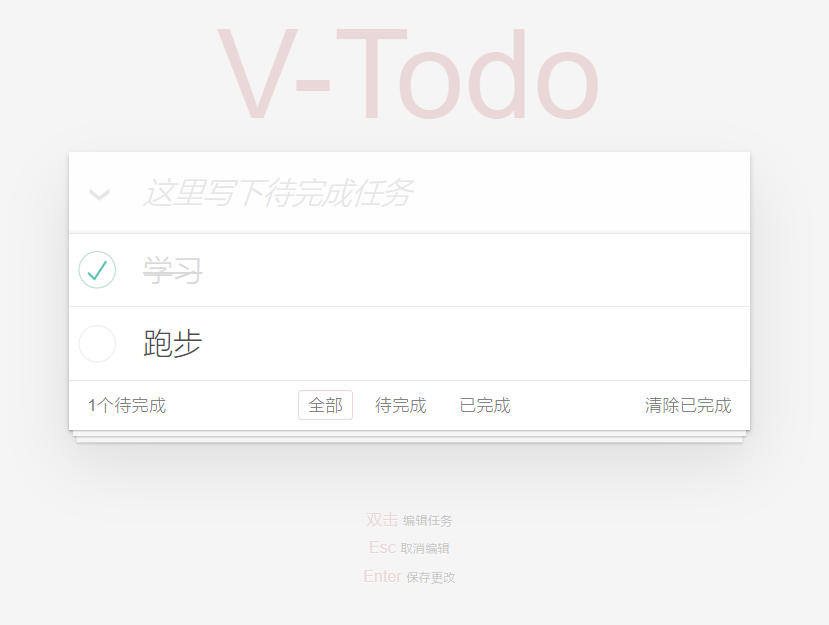 V-Todo
这里写下待完成任务
学习
跑步
1个待完成 全部 待完成 已完成 清除已完成
双击 编辑任务
Esc 取消编辑
Enter 保存更改